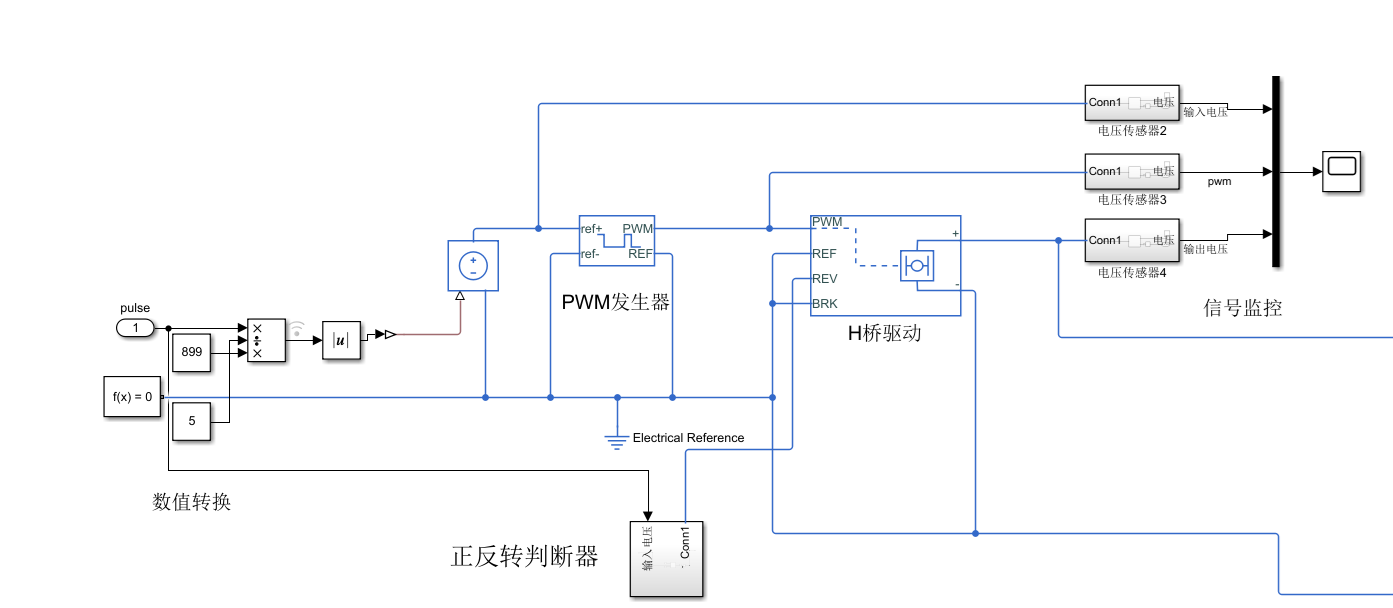 Conn1 电压
输入电压
电压传感器2
Conn1 电压
pwm
电压传感器3
Conn1 电压
输出电压
电压传感器4
信号监控
ref+ PWM
ref- REF
PWM发生器
PWM
REF
REV
BRK
+
-
H桥驱动
+
−
pulse
1
899
×
÷
×
|u|
f(x) = 0
5
Electrical Reference
数值转换
正反转判断器
输入电压
Conn1